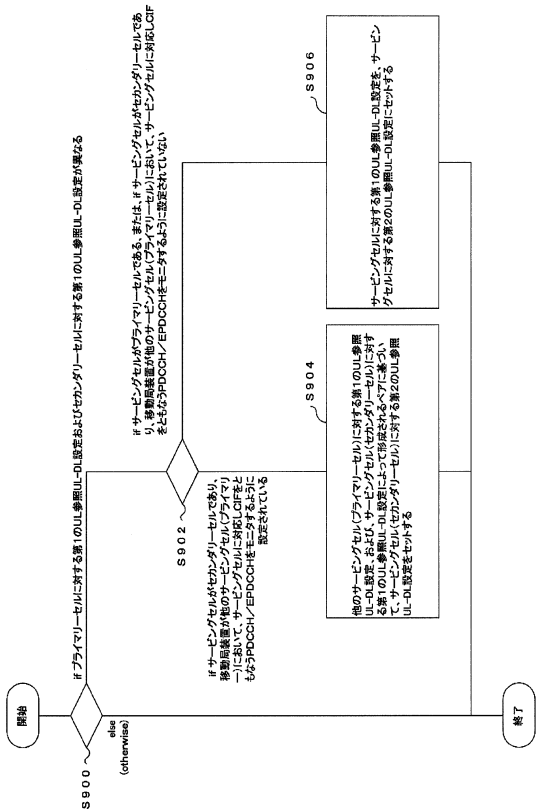 開始
S900
if プライマリーセルに対する第1のUL参照UL-DL設定およびセカンダリーセルに対する第1のUL参照UL-DL設定が異なる
else
(otherwise)
S902
if サービングセルがプライマリーセルである、または、if サービングセルがセカンダリーセルであ
り、移動局装置が他のサービングセル(プライマリーセル)において、サービングセルに対応しCIF
をともなうPDCCH/EPDCCHをモニタするように設定されていない
if サービングセルがセカンダリーセルであり、
移動局装置が他のサービングセル(プライマリ
ーセル)において、サービングセルに対応しCIFをと
もなうPDCCH/EPDCCHをモニタするように
設定されている
S904
他のサービングセル(プライマリーセル)に対する第1のUL参照
UL-DL設定、および、サービングセル(セカンダリーセル)に対す
る第1のUL参照UL-DL設定によって形成されるペアに基づい
て、サービングセル(セカンダリーセル)に対する第2のUL参照
UL-DL設定をセットする
S906
サービングセルに対する第1のUL参照UL-DL設定を、サービン
グセルに対する第2のUL参照UL-DL設定にセットする
終了